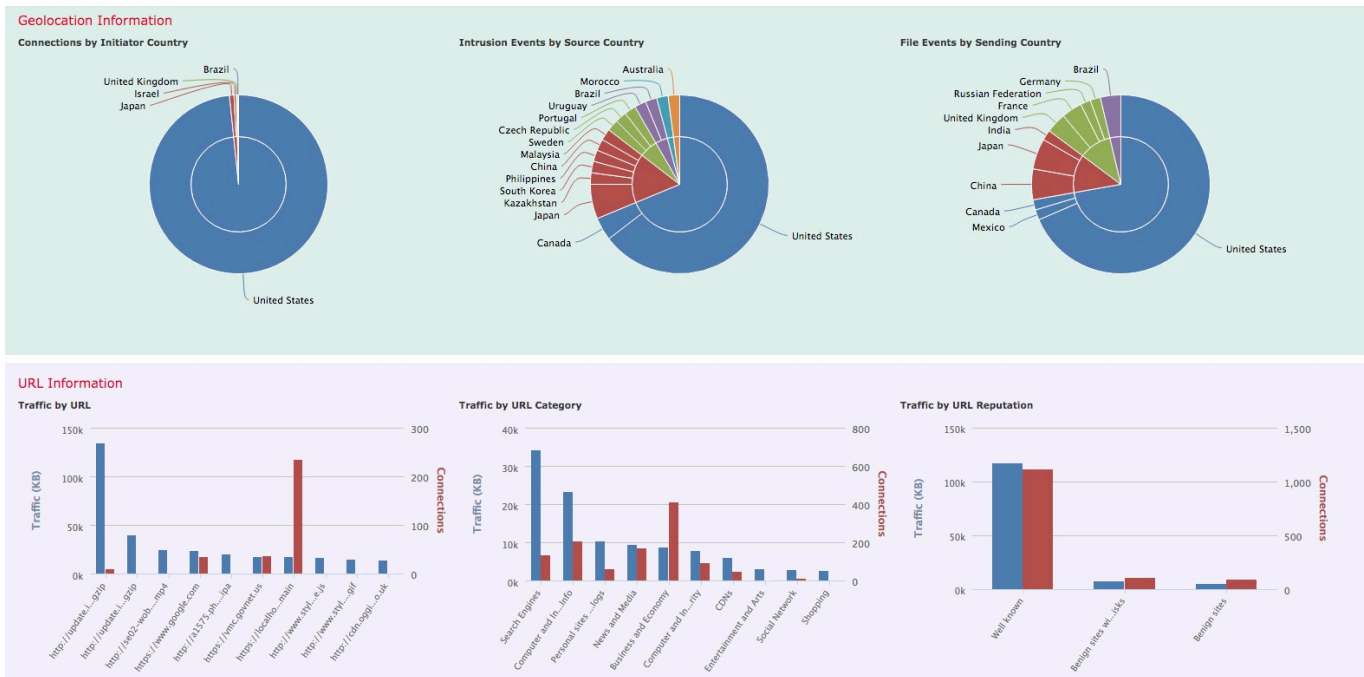 Geolocation Information
Connections by Initiator Country
Brazil
United Kingdom
Israel
Japan
United States
Intrusion Events by Source Country
Australia
Morocco
Brazil
Uruguay
Portugal
Czech Republic
Sweden
Malaysia
China
Philippines
South Korea
Kazakhstan
Japan
Canada
United States
File Events by Sending Country
Brazil
Germany
Russian Federation
France
United Kingdom
India
Japan
China
Canada
Mexico
United States
URL Information
Traffic by URL
150k
100k
50k
0k
Traffic (KB)
300
200
100
0
Connections
http://update.i...gzip
http://update.i...gzip
http://se02-wob....mp4
https://www.google.com
http://a1575.ph....ipa
https://vmc.govnet.us
https://localho...main
http://www.styl...e.js
http://www.styl....gif
http://cdn.oggi...o.uk
Traffic by URL Category
40k
30k
20k
10k
0k
Traffic (KB)
800
600
400
200
0
Connections
Search Engines
Computer and In...Info
Personal sites ...logs
News and Media
Business and Economy
Computer and In...rity
CDNs
Entertainment and Arts
Social Network
Shopping
Traffic by URL Reputation
150k
100k
50k
0k
Traffic (KB)
1,500
1,000
500
0
Connections
Well known
Benign sites wi...isks
Benign sites